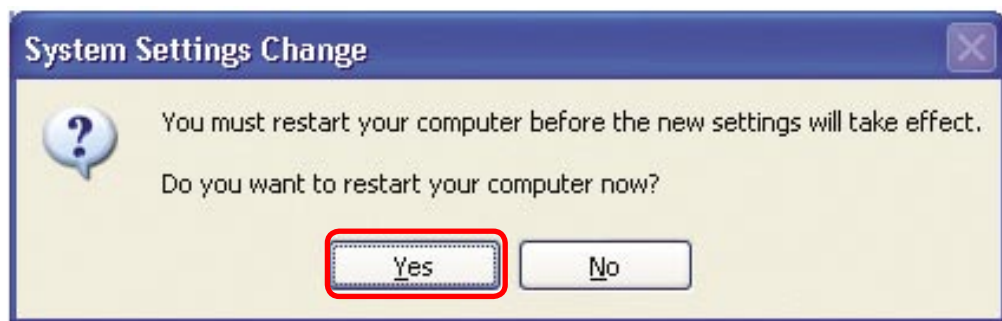 System Settings Change
You must restart your computer before the new settings will take effect.
Do you want to restart your computer now?
Yes
No